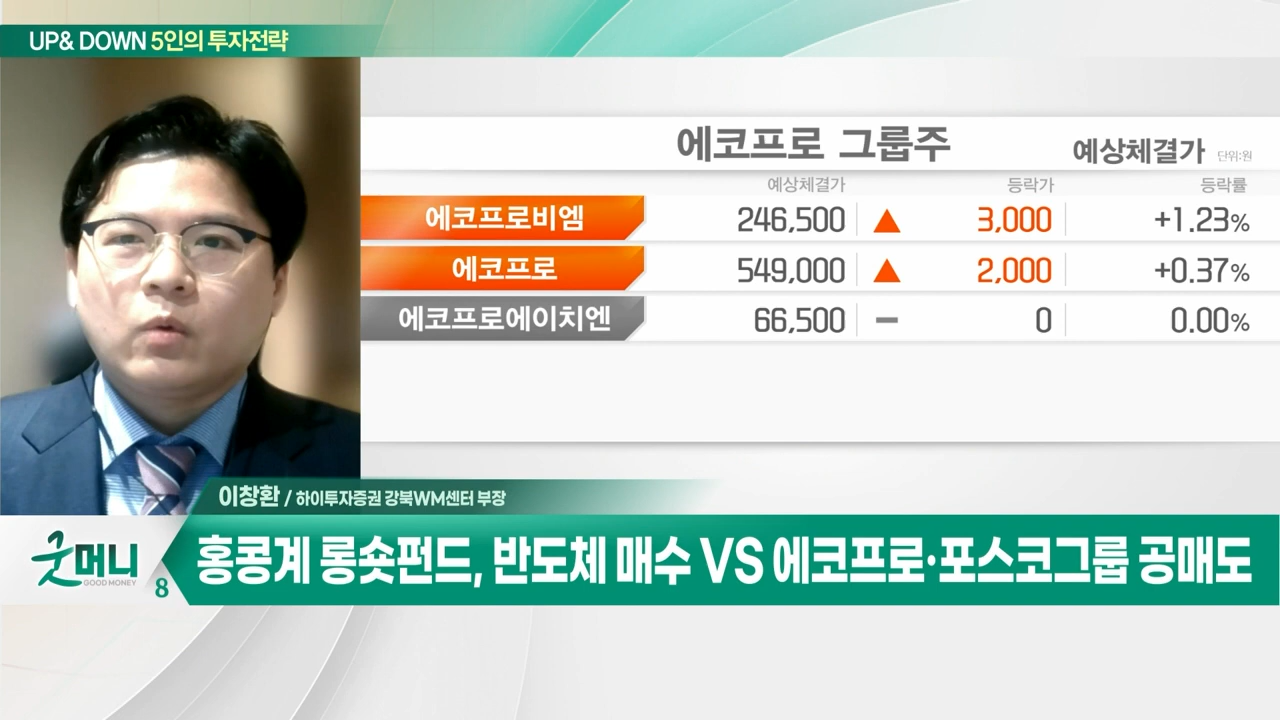 UP& DOWN 5인의 투자전략
에코프로 그룹주 예상체결가 단위:원
예상체결가 등락가 등락률
에코프로비엠 246,500 ▲ 3,000 +1.23%
에코프로 549,000 ▲ 2,000 +0.37%
에코프로에이치엔 66,500 － 0 0.00%
이창환 / 하이투자증권 강북WM센터 부장
굿머니
GOOD MONEY
8
홍콩계 롱숏펀드, 반도체 매수 VS 에코프로·포스코그룹 공매도